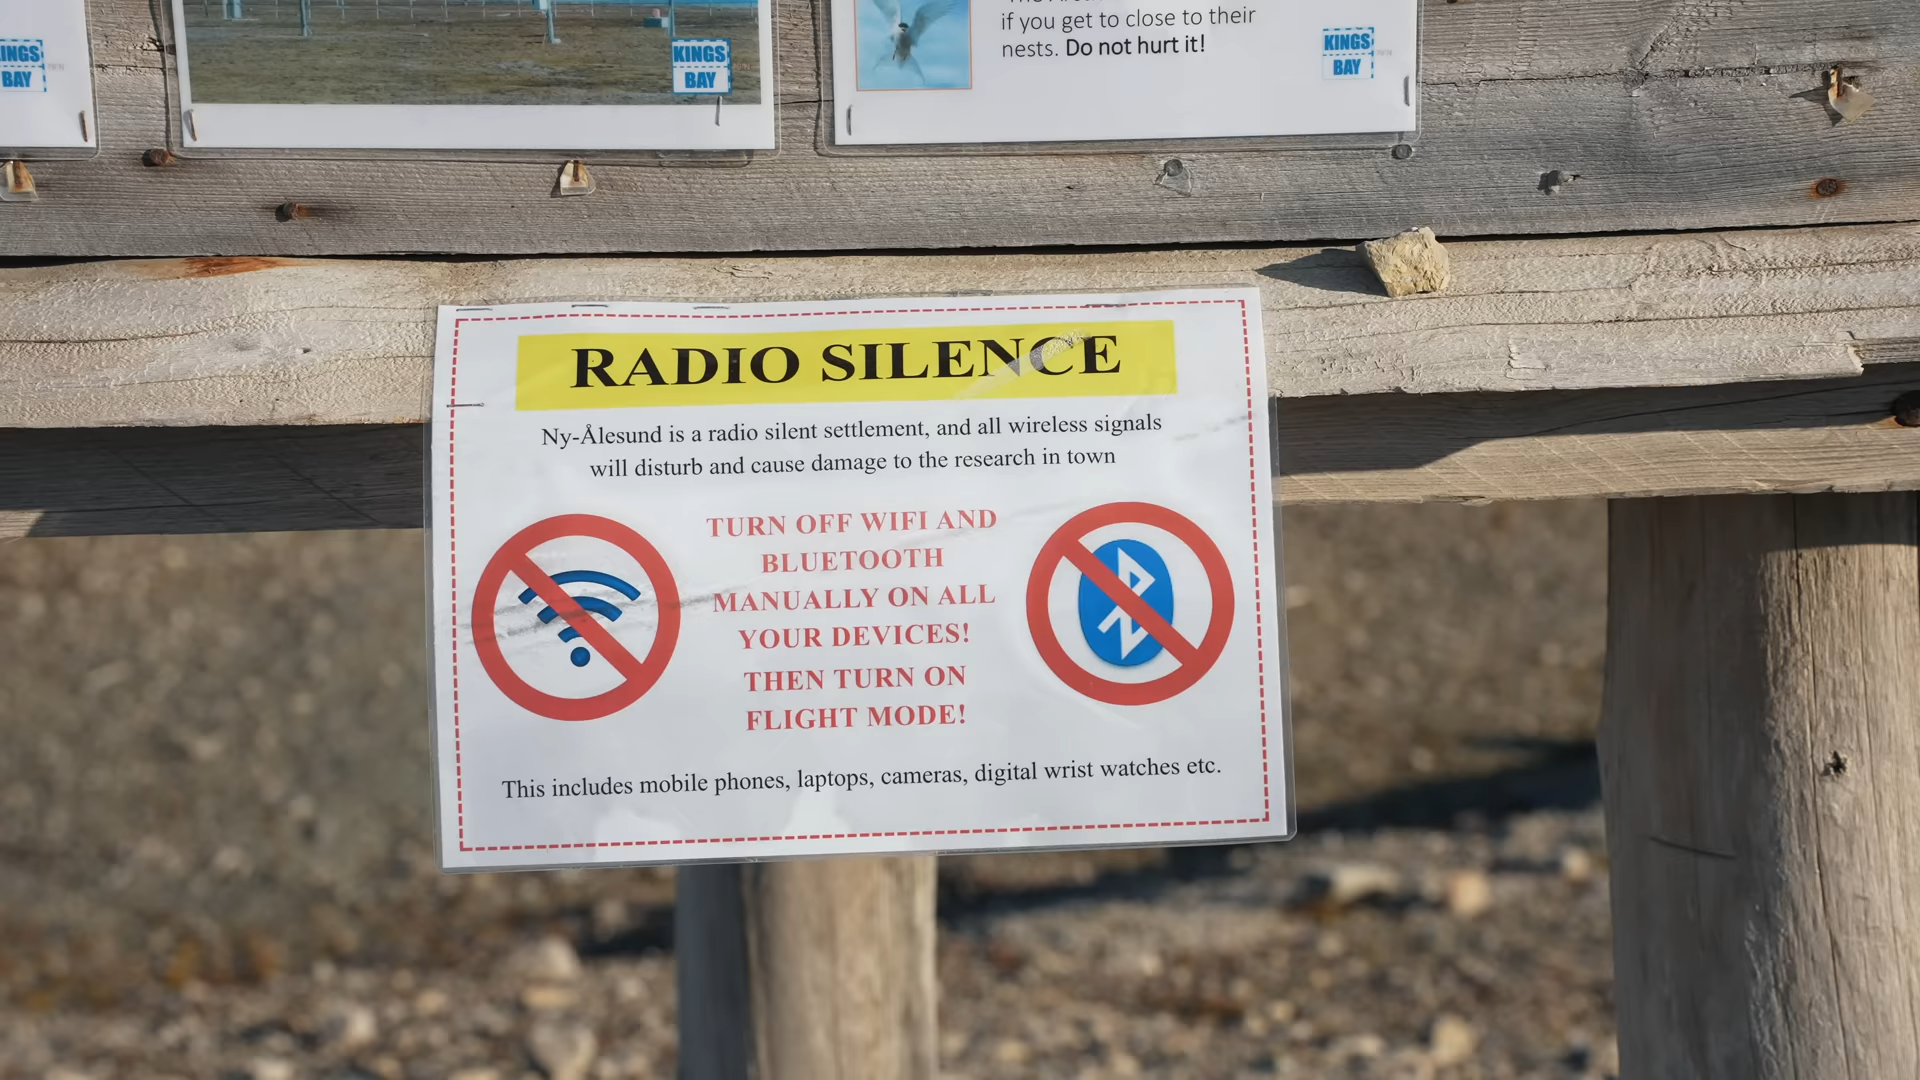 KINGS
BAY
KINGS
BAY
if you get to close to their
nests. Do not hurt it!
KINGS
BAY
RADIO SILENCE
Ny-Ålesund is a radio silent settlement, and all wireless signals
will disturb and cause damage to the research in town
TURN OFF WIFI AND
BLUETOOTH
MANUALLY ON ALL
YOUR DEVICES!
THEN TURN ON
FLIGHT MODE!
This includes mobile phones, laptops, cameras, digital wrist watches etc.